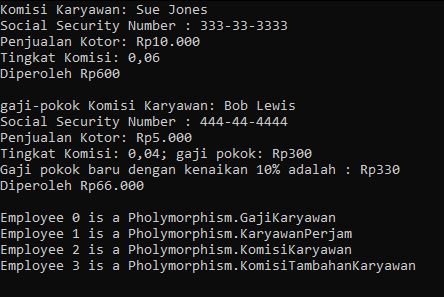 Komisi Karyawan: Sue Jones
Social Security Number : 333-33-3333
Penjualan Kotor: Rp10.000
Tingkat Komisi: 0,06
Diperoleh Rp600
gaji-pokok Komisi Karyawan: Bob Lewis
Social Security Number : 444-44-4444
Penjualan Kotor: Rp5.000
Tingkat Komisi: 0,04; gaji pokok: Rp300
Gaji pokok baru dengan kenaikan 10% adalah : Rp330
Diperoleh Rp66.000
Employee 0 is a Pholymorphism.GajiKaryawan
Employee 1 is a Pholymorphism.KaryawanPerjam
Employee 2 is a Pholymorphism.KomisiKaryawan
Employee 3 is a Pholymorphism.KomisiTambahanKaryawan